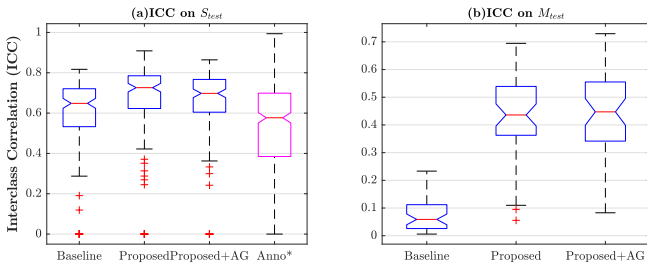 (a)ICC on S_test
Interclass Correlation (ICC)
1
0.8
0.6
0.4
0.2
0
Baseline
Proposed
Proposed+AG
Anno*
(b)ICC on M_test
0.7
0.6
0.5
0.4
0.3
0.2
0.1
0
Baseline
Proposed
Proposed+AG